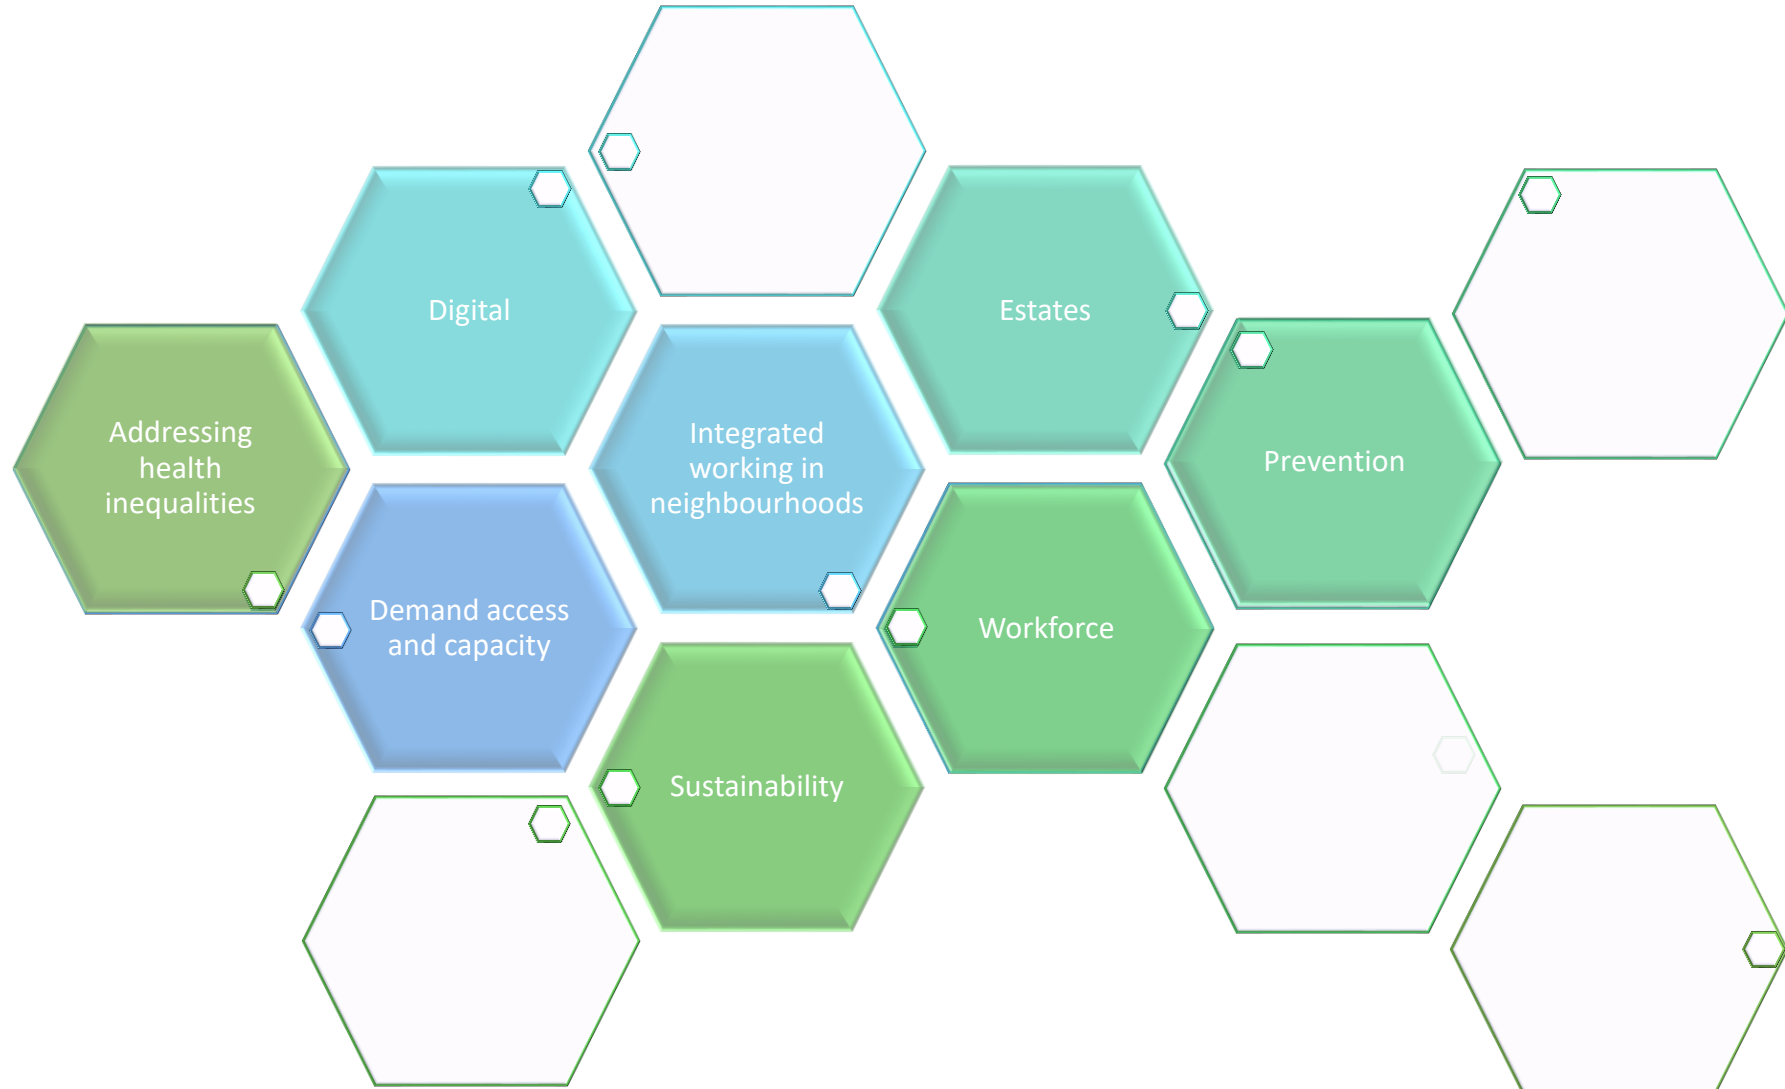 Digital
Estates
Addressing
health
inequalities
Integrated
working in
neighbourhoods
Prevention
Demand access
and capacity
Workforce
Sustainability